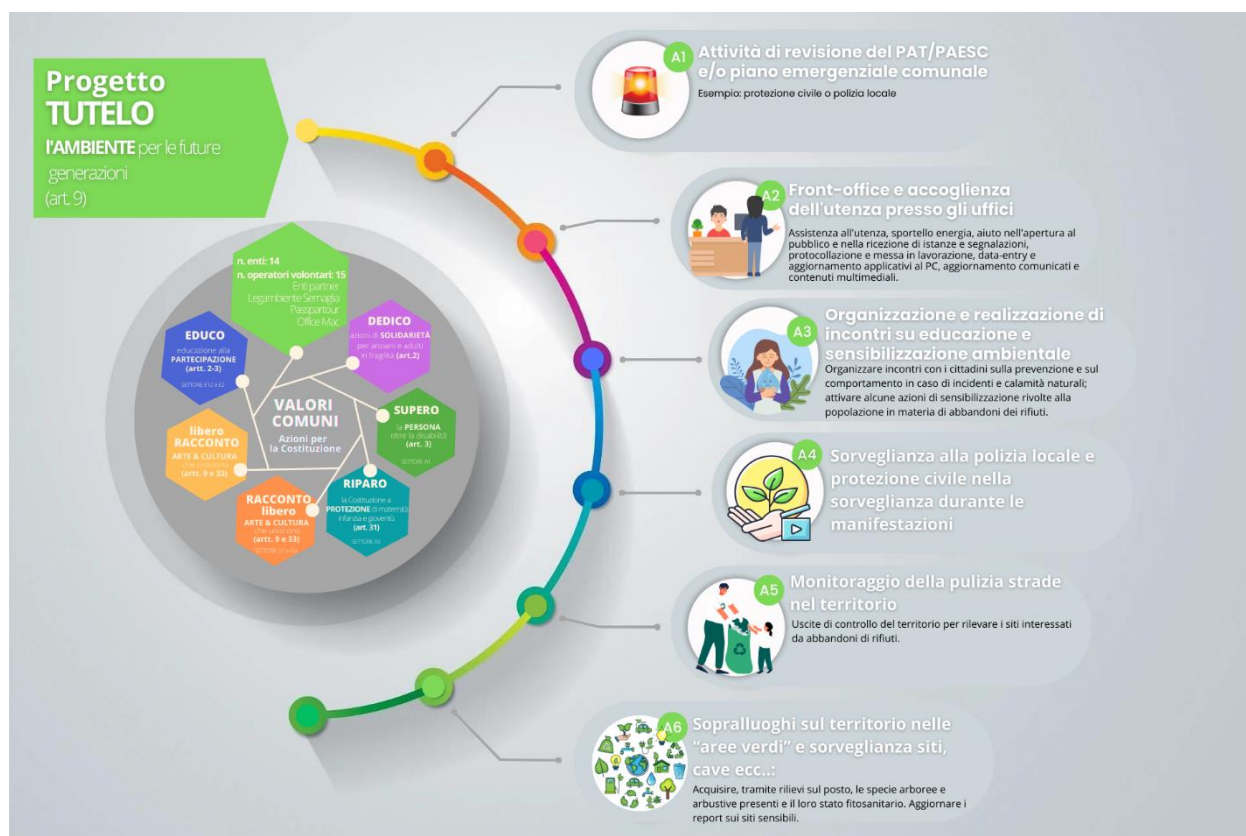 Progetto
TUTELO
l'AMBIENTE per le future
generazioni
(art. 9)
n. enti: 14
n. operatori volontari: 15
Enti partner
Legambiente Sernaglia
Passpartour
Office Mac
EDUCO
educazione alla
PARTECIPAZIONE
(artt. 2-3)
SETTORE E12 e E2
DEDICO
azioni di SOLIDARIETÀ
per anziani e adulti
in fragilità (art.2)
VALORI
COMUNI
Azioni per
la Costituzione
SUPERO
la PERSONA
oltre la disabilità
(art. 3)
SETTORE A1
libero
RACCONTO
ARTE & CULTURA
che uniscono
(artt. 9 e 33)
RACCONTO
libero
ARTE & CULTURA
che uniscono
(artt. 9 e 33)
RIPARO
la Costituzione a
PROTEZIONE di maternità
infanzia e gioventù
(art. 31)
A1
Attività di revisione del PAT/PAESC
e/o piano emergenziale comunale
Esempio: protezione civile o polizia locale
A2
Front-office e accoglienza
dell'utenza presso gli uffici
Assistenza all'utenza, sportello energia, aiuto nell'apertura al
pubblico e nella ricezione di istanze e segnalazioni,
protocollazione e messa in lavorazione, data-entry e
aggiornamento applicativi al PC, aggiornamento comunicati e
contenuti multimediali.
A3
Organizzazione e realizzazione di
incontri su educazione e
sensibilizzazione ambientale
Organizzare incontri con i cittadini sulla prevenzione e sul
comportamento in caso di incidenti e calamità naturali;
attivare alcune azioni di sensibilizzazione rivolte alla
popolazione in materia di abbandoni dei rifiuti.
A4
Sorveglianza alla polizia locale e
protezione civile nella
sorveglianza durante le
manifestazioni
A5
Monitoraggio della pulizia strade
nel territorio
Uscite di controllo del territorio per rilevare i siti interessati
da abbandoni di rifiuti.
A6
Sopralluoghi sul territorio nelle
“aree verdi” e sorveglianza siti,
cave ecc..:
Acquisire, tramite rilievi sul posto, le specie arboree e
arbustive presenti e il loro stato fitosanitario. Aggiornare i
report sui siti sensibili.